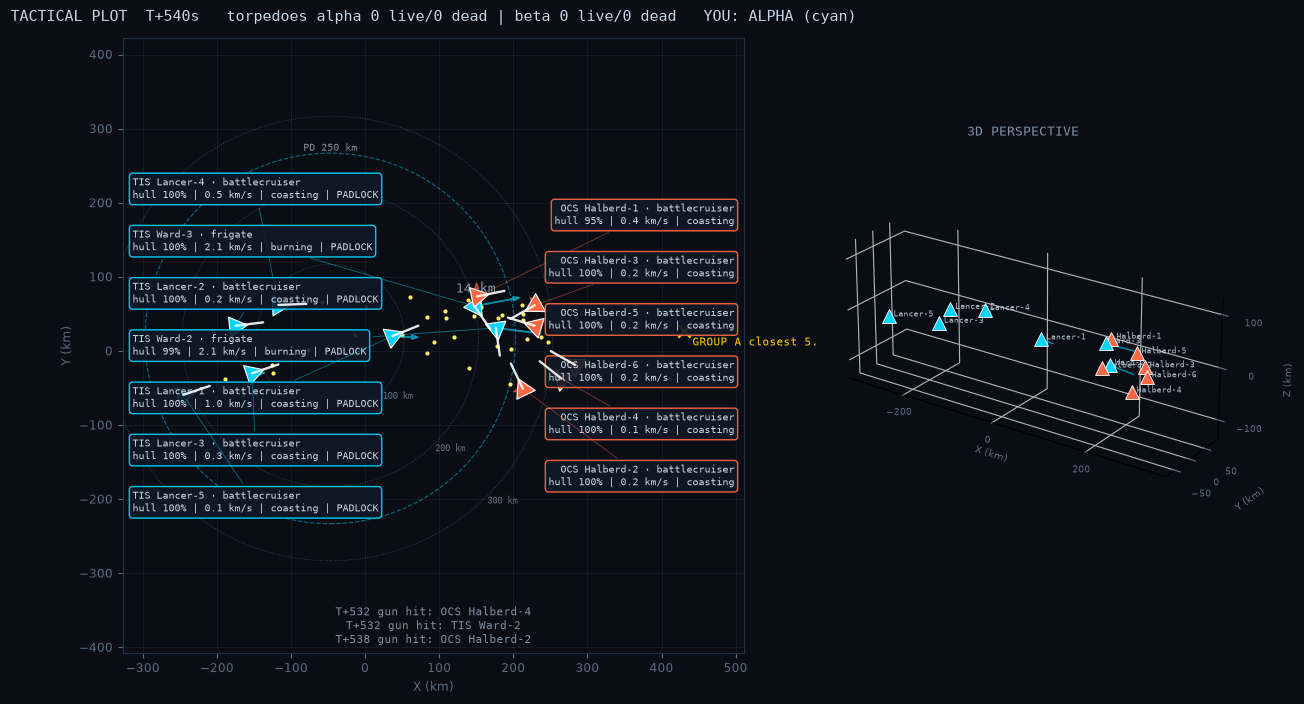 TACTICAL PLOT  T+540s   torpedoes alpha 0 live/0 dead | beta 0 live/0 dead   YOU: ALPHA (cyan)
400
300
200
100
0
−100
−200
−300
−400
Y (km)
−300
−200
−100
0
100
200
300
400
500
X (km)
PD 250 km
100 km
200 km
300 km
14 km
TIS Lancer-4 · battlecruiser
hull 100% | 0.5 km/s | coasting | PADLOCK
TIS Ward-3 · frigate
hull 100% | 2.1 km/s | burning | PADLOCK
TIS Lancer-2 · battlecruiser
hull 100% | 0.2 km/s | coasting | PADLOCK
TIS Ward-2 · frigate
hull 99% | 2.1 km/s | burning | PADLOCK
TIS Lancer-1 · battlecruiser
hull 100% | 1.0 km/s | coasting | PADLOCK
TIS Lancer-3 · battlecruiser
hull 100% | 0.3 km/s | coasting | PADLOCK
TIS Lancer-5 · battlecruiser
hull 100% | 0.1 km/s | coasting | PADLOCK
OCS Halberd-1 · battlecruiser
hull 95% | 0.4 km/s | coasting
OCS Halberd-3 · battlecruiser
hull 100% | 0.2 km/s | coasting
OCS Halberd-5 · battlecruiser
hull 100% | 0.2 km/s | coasting
OCS Halberd-6 · battlecruiser
hull 100% | 0.2 km/s | coasting
OCS Halberd-4 · battlecruiser
hull 100% | 0.1 km/s | coasting
OCS Halberd-2 · battlecruiser
hull 100% | 0.2 km/s | coasting
GROUP A closest 5.
T+532 gun hit: OCS Halberd-4
T+532 gun hit: TIS Ward-2
T+538 gun hit: OCS Halberd-2
3D PERSPECTIVE
Lancer-5
Lancer-4
Lancer-3
Lancer-1
Halberd-1
Halberd-5
Halberd-3
Halberd-6
Halberd-4
−200
0
200
X (km)
−50
0
50
Y (km)
100
0
−100
Z (km)